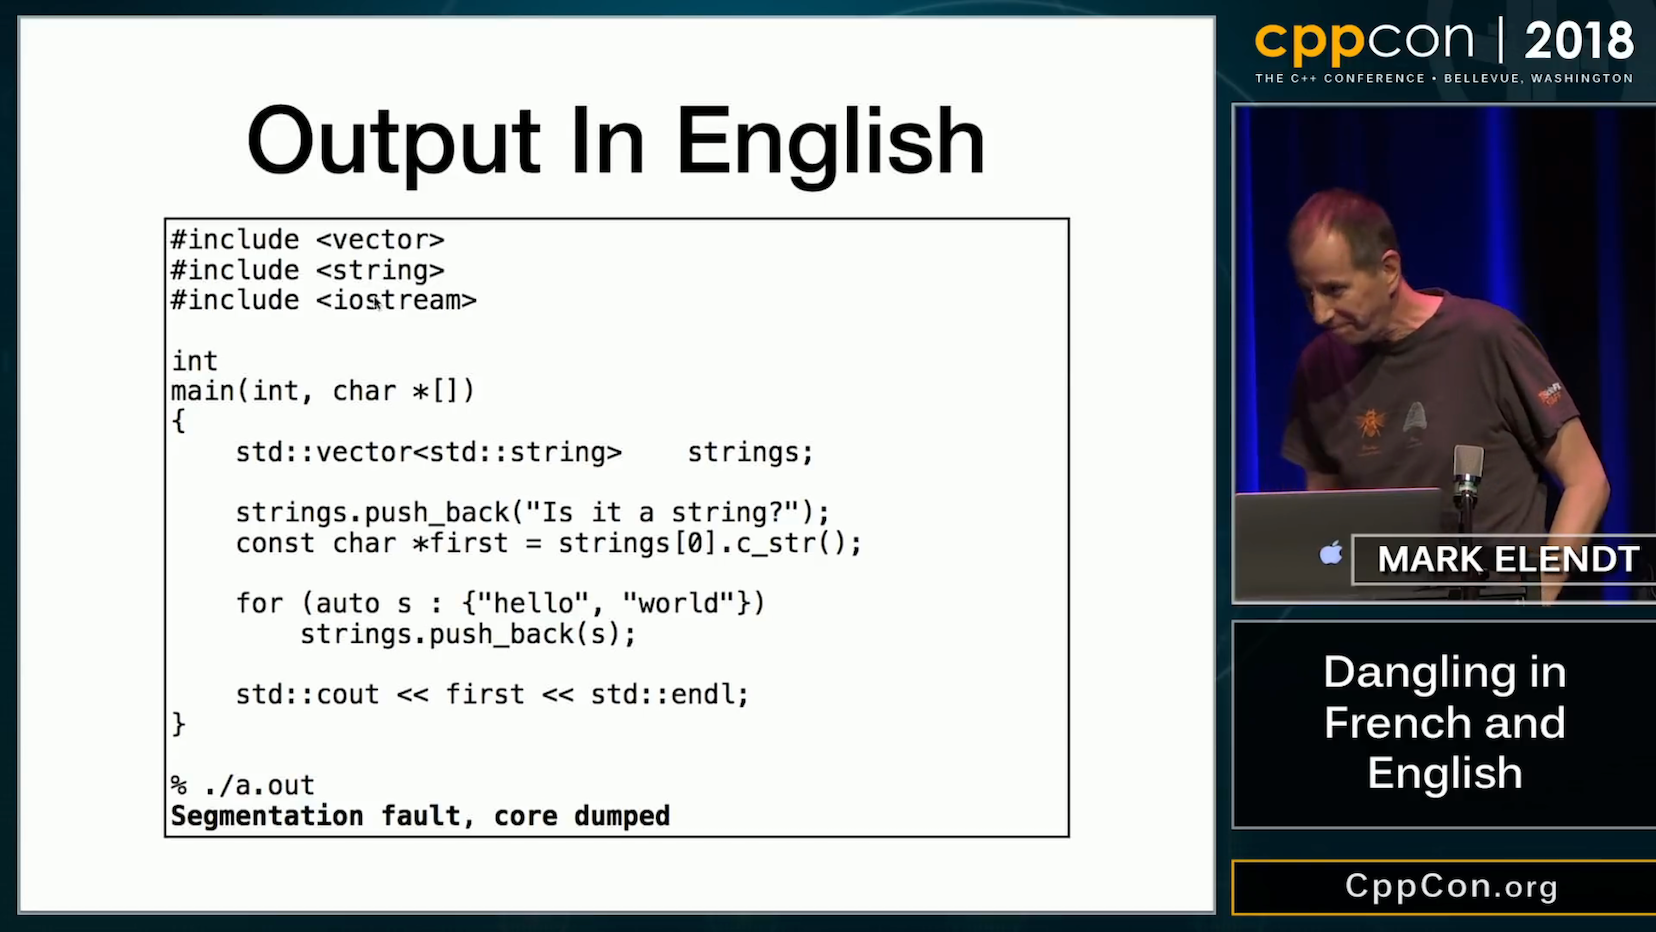 Output In English
#include <vector>
#include <string>
#include <iostream>
int
main(int, char *[])
{
std::vector<std::string> strings;
strings.push_back("Is it a string?");
const char *first = strings[0].c_str();
for (auto s : {"hello", "world"})
strings.push_back(s);
std::cout << first << std::endl;
}
% ./a.out
Segmentation fault, core dumped
cppcon | 2018
THE C++ CONFERENCE • BELLEVUE, WASHINGTON
MARK ELENDT
Dangling in
French and
English
CppCon.org